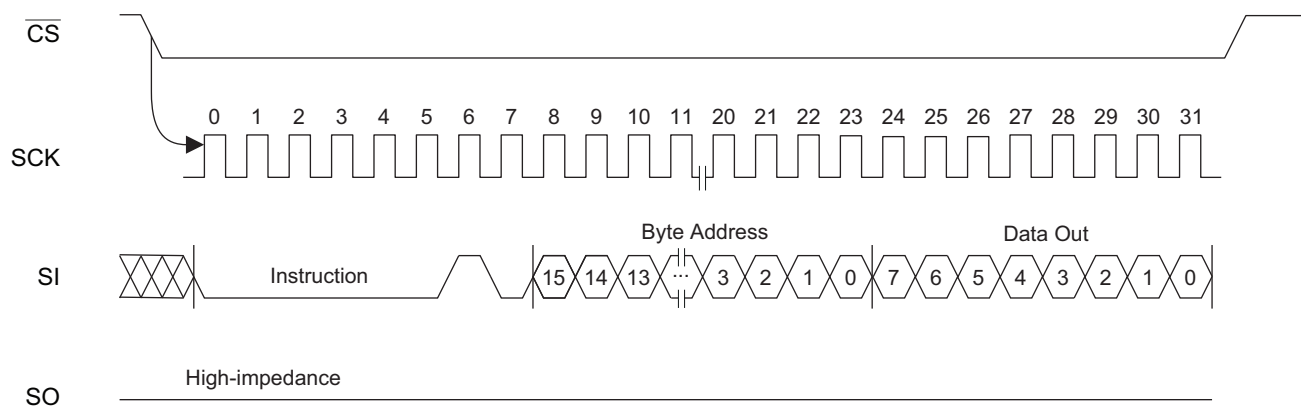 CS
0 1 2 3 4 5 6 7 8 9 10 11 20 21 22 23 24 25 26 27 28 29 30 31
SCK
Byte Address Data Out
SI Instruction 15 14 13 ... 3 2 1 0 7 6 5 4 3 2 1 0
High-impedance
SO